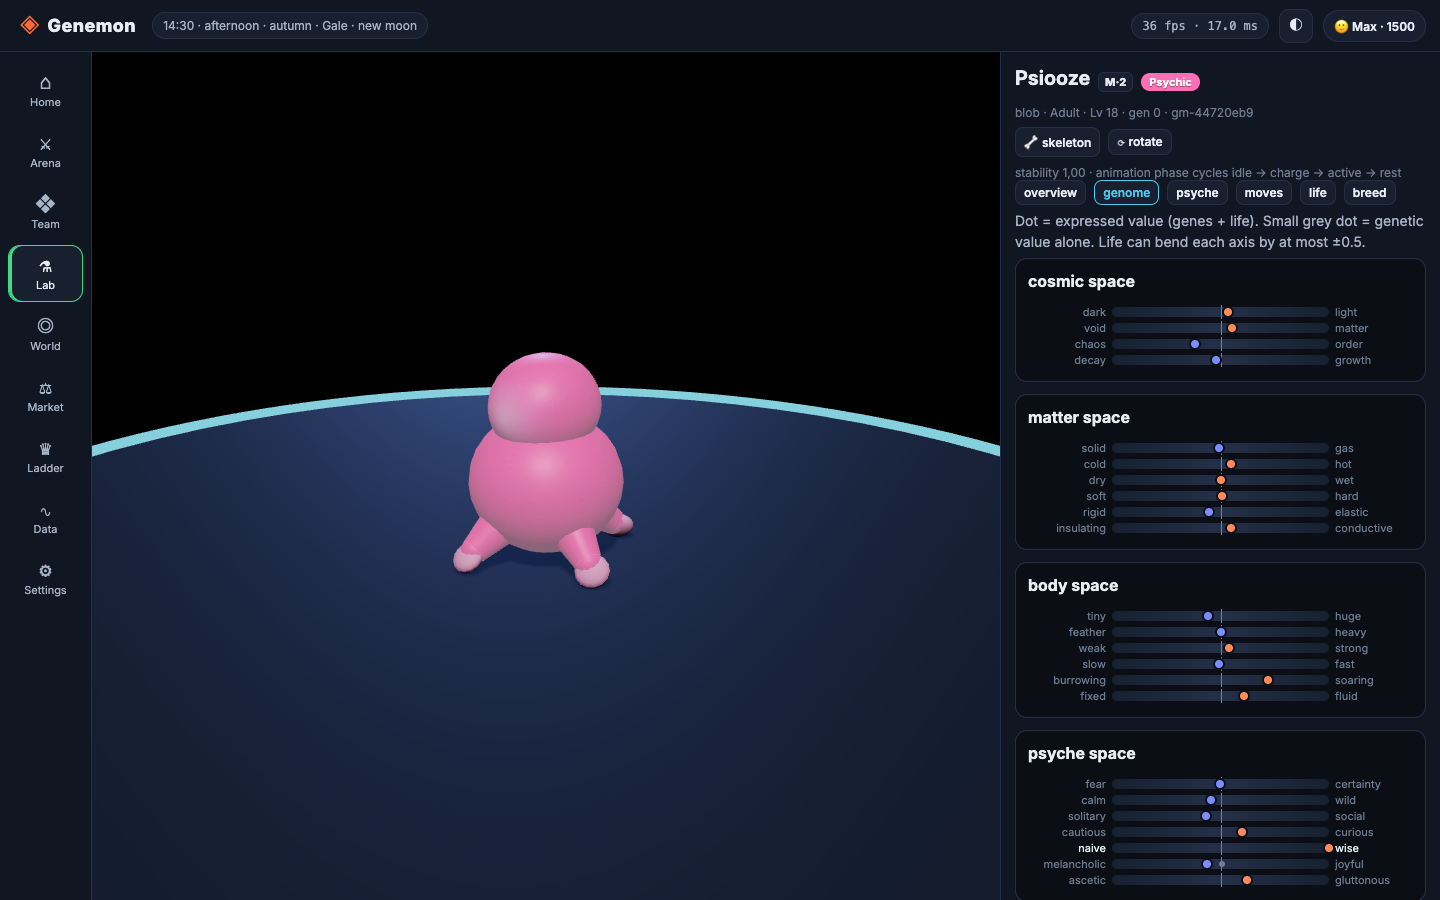 Genemon
14:30 · afternoon · autumn · Gale · new moon
36 fps · 17.0 ms
Max · 1500
Home
Arena
Team
Lab
World
Market
Ladder
Data
Settings
Psiooze M·2 Psychic
blob · Adult · Lv 18 · gen 0 · gm-44720eb9
skeleton
rotate
stability 1,00 · animation phase cycles idle → charge → active → rest
overview genome psyche moves life breed
Dot = expressed value (genes + life). Small grey dot = genetic
value alone. Life can bend each axis by at most ±0.5.
cosmic space
dark light
void matter
chaos order
decay growth
matter space
solid gas
cold hot
dry wet
soft hard
rigid elastic
insulating conductive
body space
tiny huge
feather heavy
weak strong
slow fast
burrowing soaring
fixed fluid
psyche space
fear certainty
calm wild
solitary social
cautious curious
naive wise
melancholic joyful
ascetic gluttonous